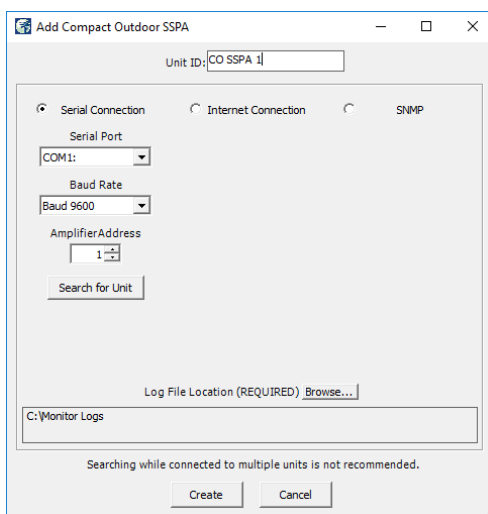 Add Compact Outdoor SSPA
Unit ID: CO SSPA 1
Serial Connection Internet Connection SNMP
Serial Port
COM1:
Baud Rate
Baud 9600
AmplifierAddress
1
Search for Unit
Log File Location (REQUIRED) Browse...
C:\Monitor Logs
Searching while connected to multiple units is not recommended.
Create Cancel